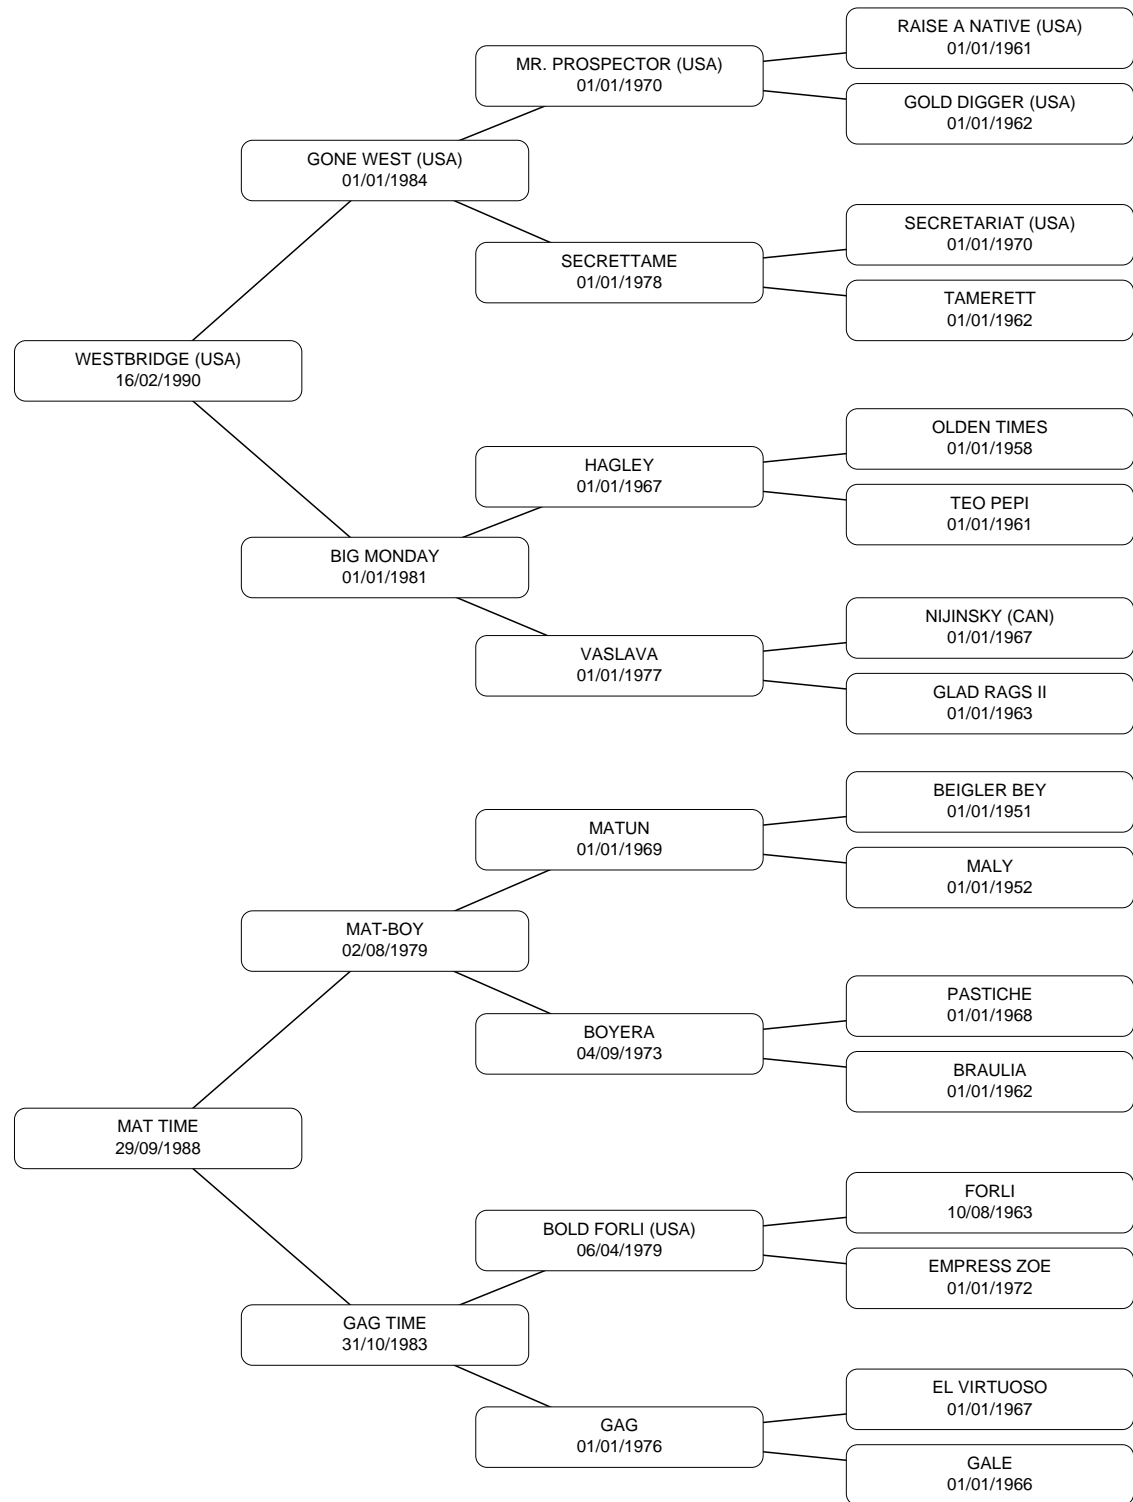 RAISE A NATIVE (USA)
01/01/1961
MR. PROSPECTOR (USA)
01/01/1970
GOLD DIGGER (USA)
01/01/1962
GONE WEST (USA)
01/01/1984
SECRETARIAT (USA)
01/01/1970
SECRETTAME
01/01/1978
TAMERETT
01/01/1962
WESTBRIDGE (USA)
16/02/1990
OLDEN TIMES
01/01/1958
HAGLEY
01/01/1967
TEO PEPI
01/01/1961
BIG MONDAY
01/01/1981
NIJINSKY (CAN)
01/01/1967
VASLAVA
01/01/1977
GLAD RAGS II
01/01/1963
BEIGLER BEY
01/01/1951
MATUN
01/01/1969
MALY
01/01/1952
MAT-BOY
02/08/1979
PASTICHE
01/01/1968
BOYERA
04/09/1973
BRAULIA
01/01/1962
MAT TIME
29/09/1988
FORLI
10/08/1963
BOLD FORLI (USA)
06/04/1979
EMPRESS ZOE
01/01/1972
GAG TIME
31/10/1983
EL VIRTUOSO
01/01/1967
GAG
01/01/1976
GALE
01/01/1966